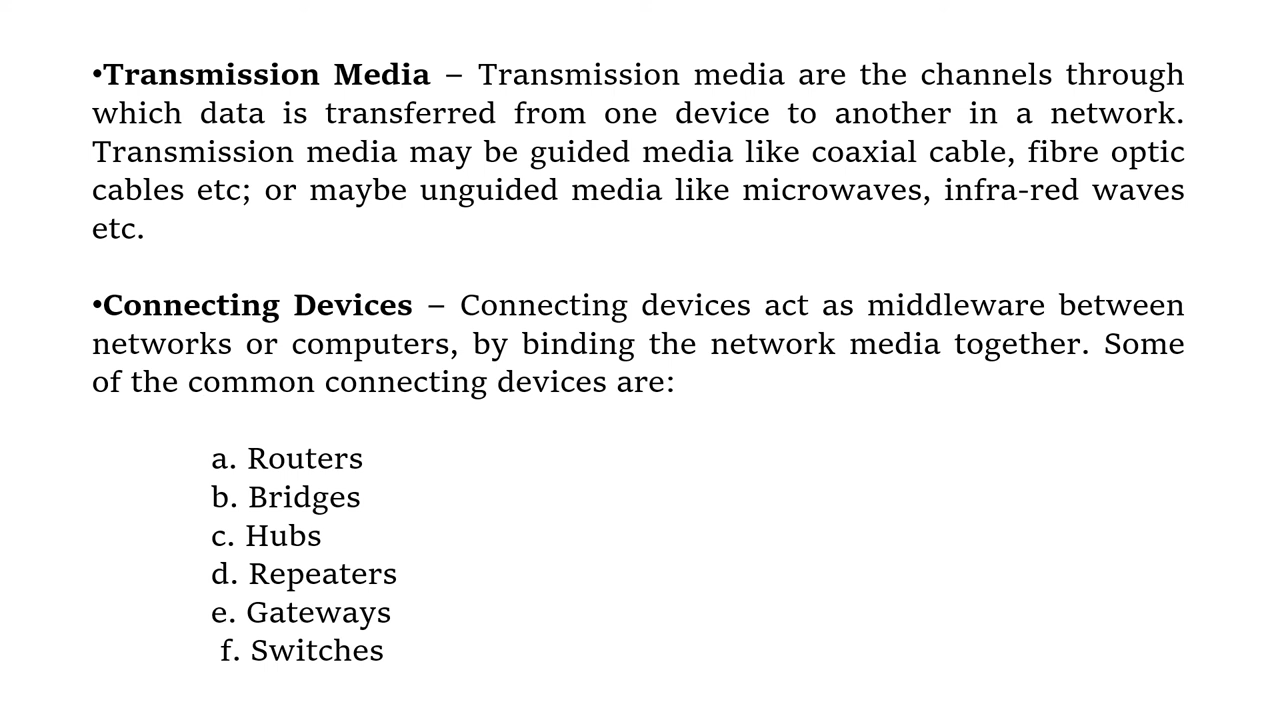 •Transmission Media – Transmission media are the channels through
which data is transferred from one device to another in a network.
Transmission media may be guided media like coaxial cable, fibre optic
cables etc; or maybe unguided media like microwaves, infra-red waves
etc.
•Connecting Devices – Connecting devices act as middleware between
networks or computers, by binding the network media together. Some
of the common connecting devices are:
a. Routers
b. Bridges
c. Hubs
d. Repeaters
e. Gateways
f. Switches